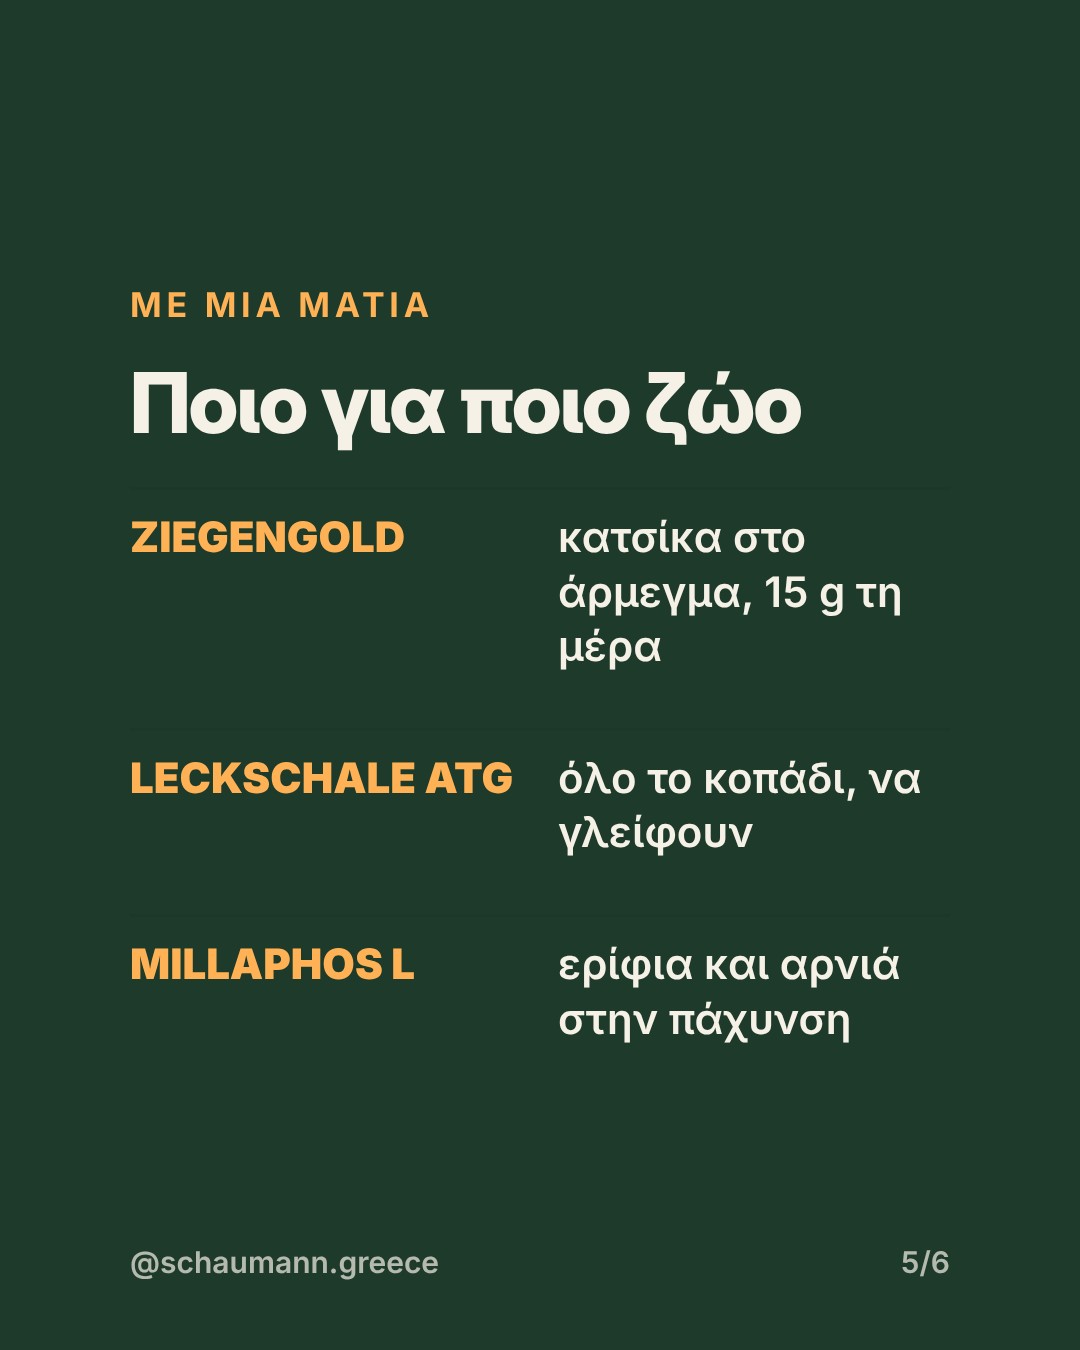 ΜΕ ΜΙΑ ΜΑΤΙΑ
Ποιο για ποιο ζώο
ZIEGENGOLD
κατσίκα στο
άρμεγμα, 15 g τη
μέρα
LECKSCHALE ATG
όλο το κοπάδι, να
γλείφουν
MILLAPHOS L
ερίφια και αρνιά
στην πάχυνση
@schaumann.greece
5/6